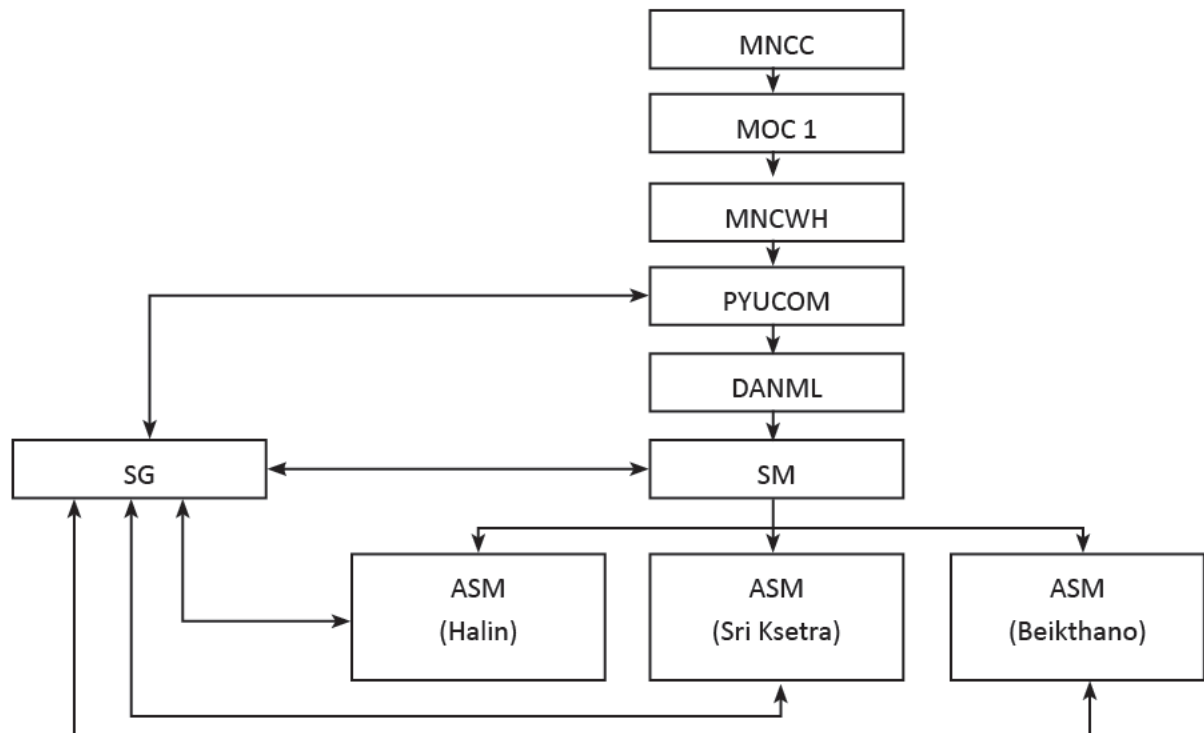 MNCC
MOC 1
MNCWH
PYUCOM
DANML
SG
SM
ASM
(Halin)
ASM
(Sri Ksetra)
ASM
(Beikthano)